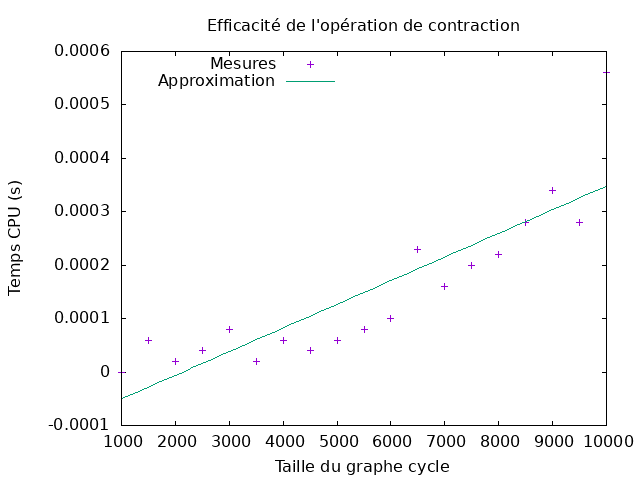 Efficacité de l'opération de contraction
Mesures
Approximation
0.0006
0.0005
0.0004
0.0003
0.0002
0.0001
0
-0.0001
Temps CPU (s)
1000 2000 3000 4000 5000 6000 7000 8000 9000 10000
Taille du graphe cycle